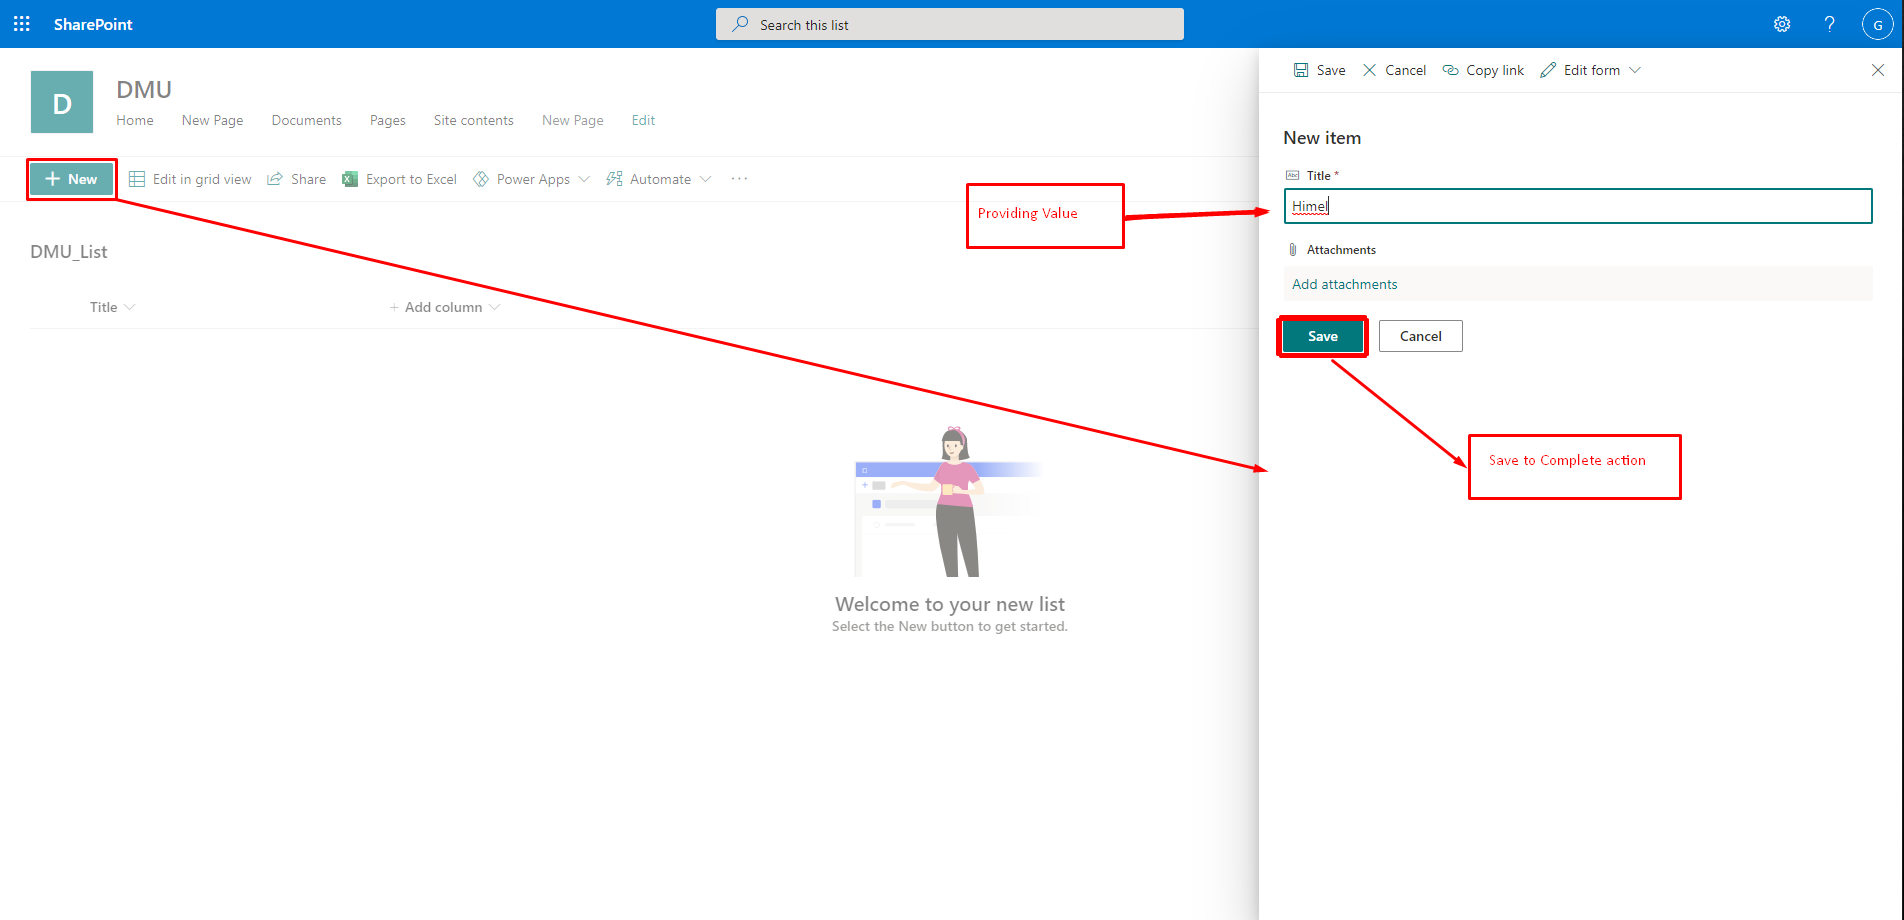 SharePoint
Search this list
G
D
DMU
Home New Page Documents Pages Site contents New Page Edit
New Edit in grid view Share Export to Excel Power Apps Automate ...
DMU_List
Title Add column
Welcome to your new list
Select the New button to get started.
Providing Value
Save Cancel Copy link Edit form
New item
Abc Title *
Himel
Attachments
Add attachments
Save Cancel
Save to Complete action